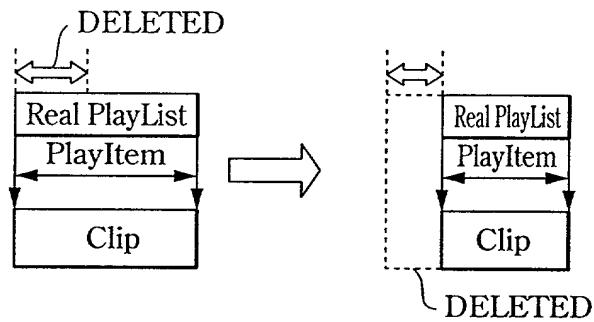 DELETED
Real PlayList
PlayItem
Clip
Real PlayList
PlayItem
Clip
DELETED